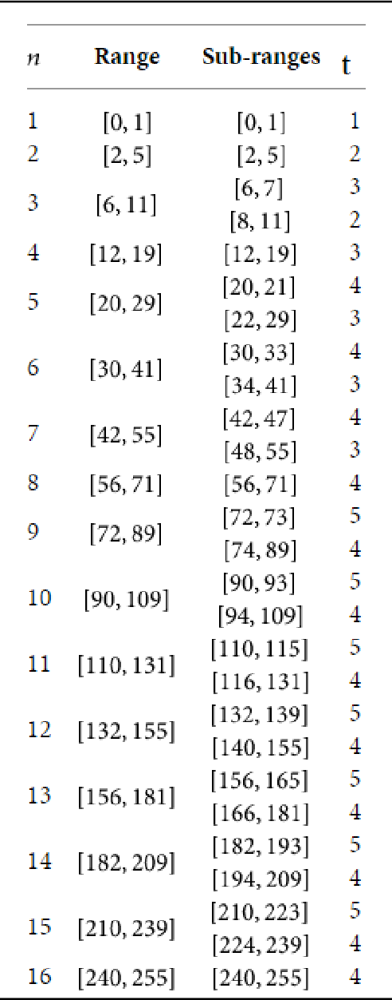 n Range Sub-ranges t
1 [0, 1] [0, 1] 1
2 [2, 5] [2, 5] 2
3 [6, 11] [6, 7] 3
[8, 11] 2
4 [12, 19] [12, 19] 3
5 [20, 29] [20, 21] 4
[22, 29] 3
6 [30, 41] [30, 33] 4
[34, 41] 3
7 [42, 55] [42, 47] 4
[48, 55] 3
8 [56, 71] [56, 71] 4
9 [72, 89] [72, 73] 5
[74, 89] 4
10 [90, 109] [90, 93] 5
[94, 109] 4
11 [110, 131] [110, 115] 5
[116, 131] 4
12 [132, 155] [132, 139] 5
[140, 155] 4
13 [156, 181] [156, 165] 5
[166, 181] 4
14 [182, 209] [182, 193] 5
[194, 209] 4
15 [210, 239] [210, 223] 5
[224, 239] 4
16 [240, 255] [240, 255] 4